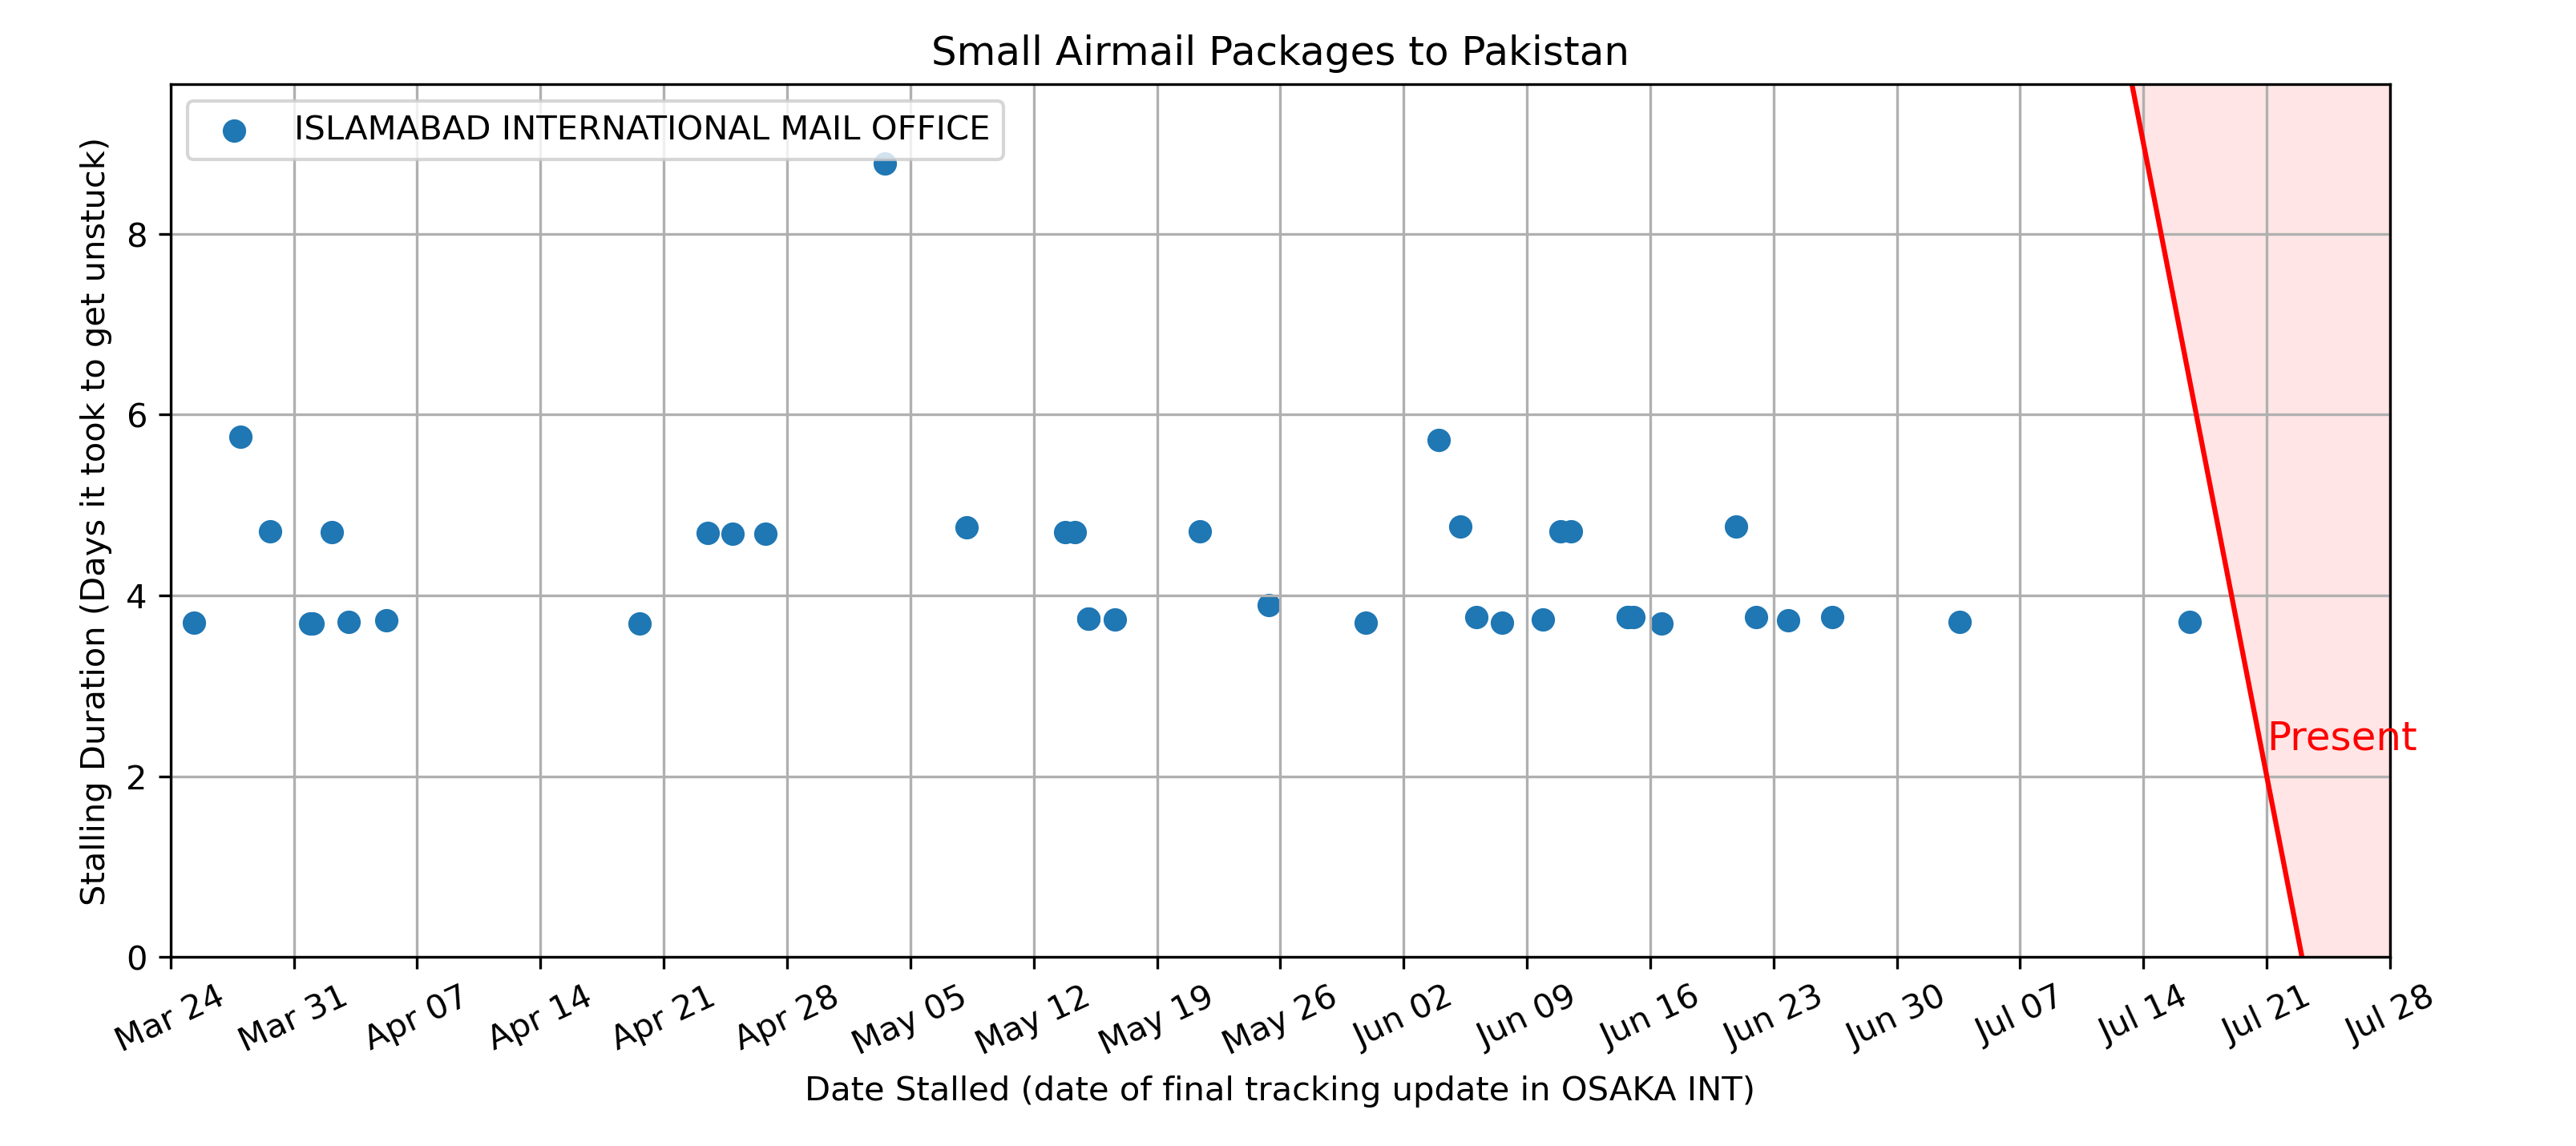 Small Airmail Packages to Pakistan
ISLAMABAD INTERNATIONAL MAIL OFFICE
Stalling Duration (Days it took to get unstuck)
8
6
4
2
0
Present
Mar 24
Mar 31
Apr 07
Apr 14
Apr 21
Apr 28
May 05
May 12
May 19
May 26
Jun 02
Jun 09
Jun 16
Jun 23
Jun 30
Jul 07
Jul 14
Jul 21
Jul 28
Date Stalled (date of final tracking update in OSAKA INT)